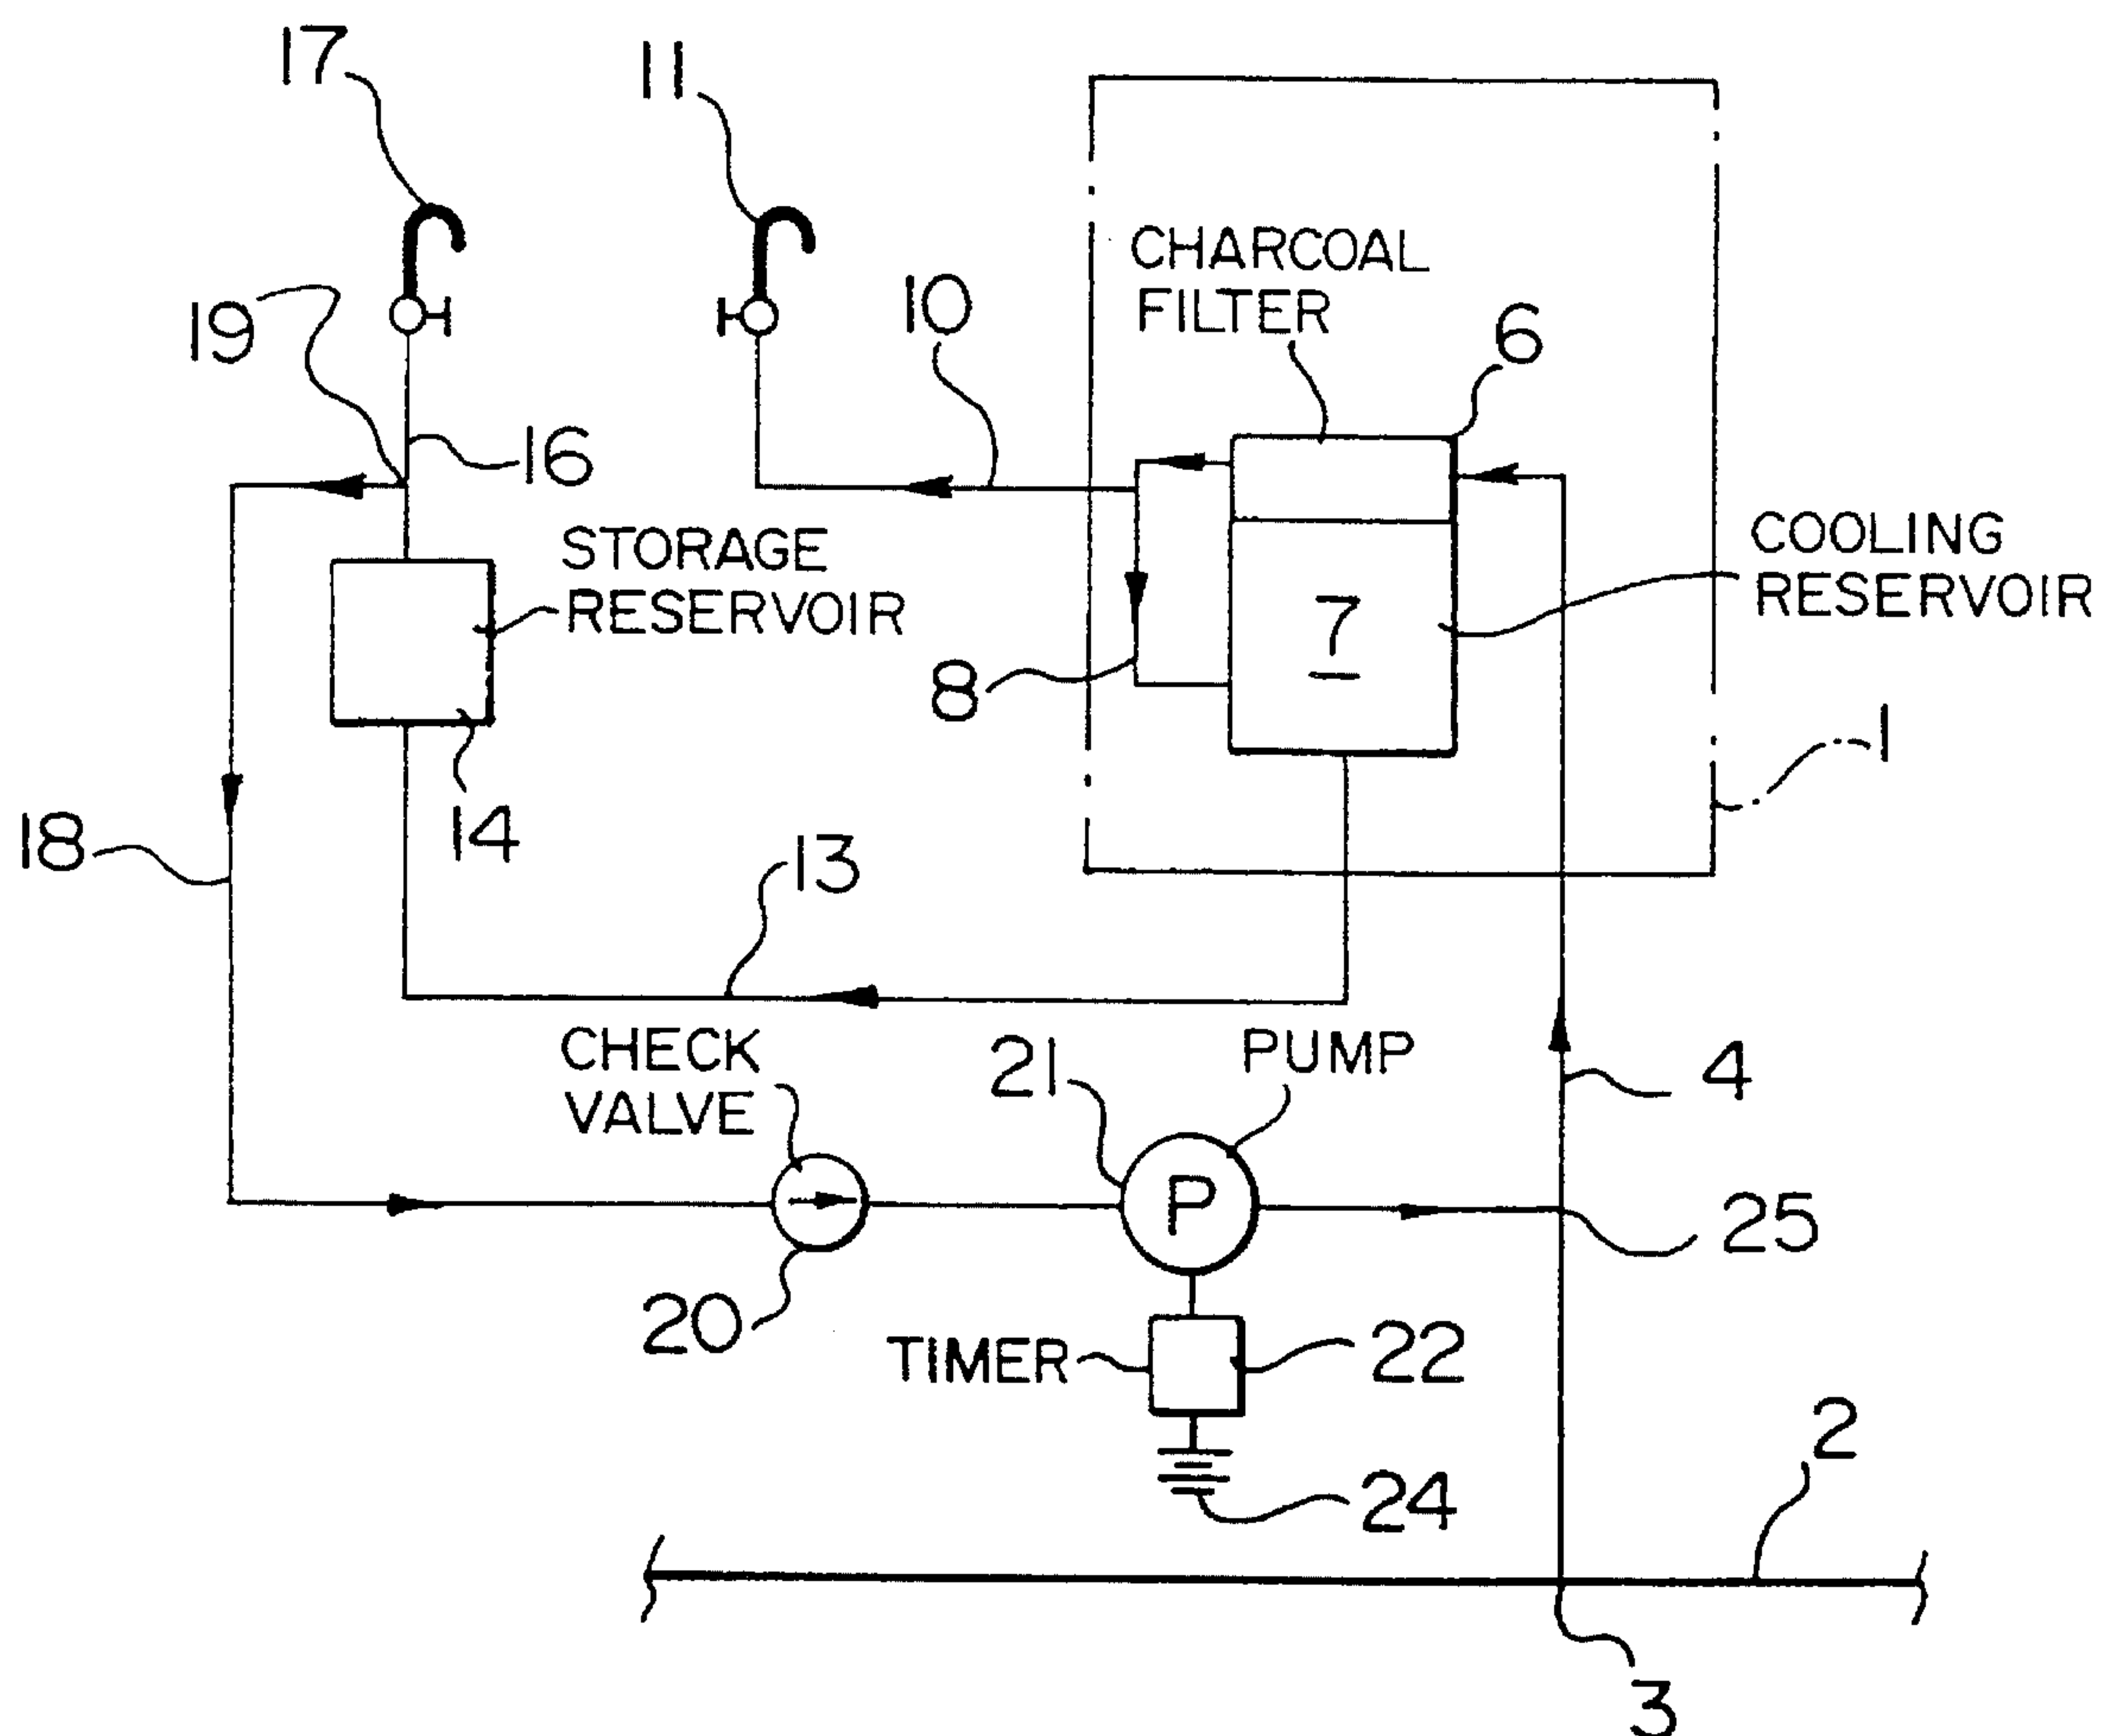 17
11
CHARCOAL
FILTER
10
6
19
16
STORAGE
RESERVOIR
COOLING
RESERVOIR
7
8
1
14
18
13
CHECK
VALVE
21
PUMP
4
P
25
20
TIMER
22
2
24
3